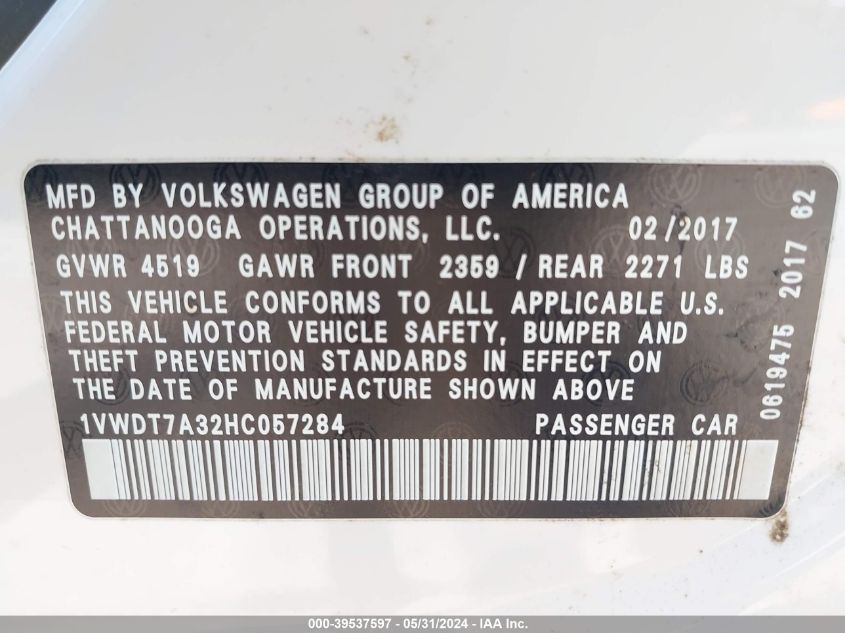 MFD BY VOLKSWAGEN GROUP OF AMERICA
CHATTANOOGA OPERATIONS, LLC. 02/2017
GVWR 4519 GAWR FRONT 2359 / REAR 2271 LBS
THIS VEHICLE CONFORMS TO ALL APPLICABLE U.S.
FEDERAL MOTOR VEHICLE SAFETY, BUMPER AND
THEFT PREVENTION STANDARDS IN EFFECT ON
THE DATE OF MANUFACTURE SHOWN ABOVE
1VWDT7A32HC057284 PASSENGER CAR
0619475 2017 62
000-39537597 - 05/31/2024 - IAA Inc.